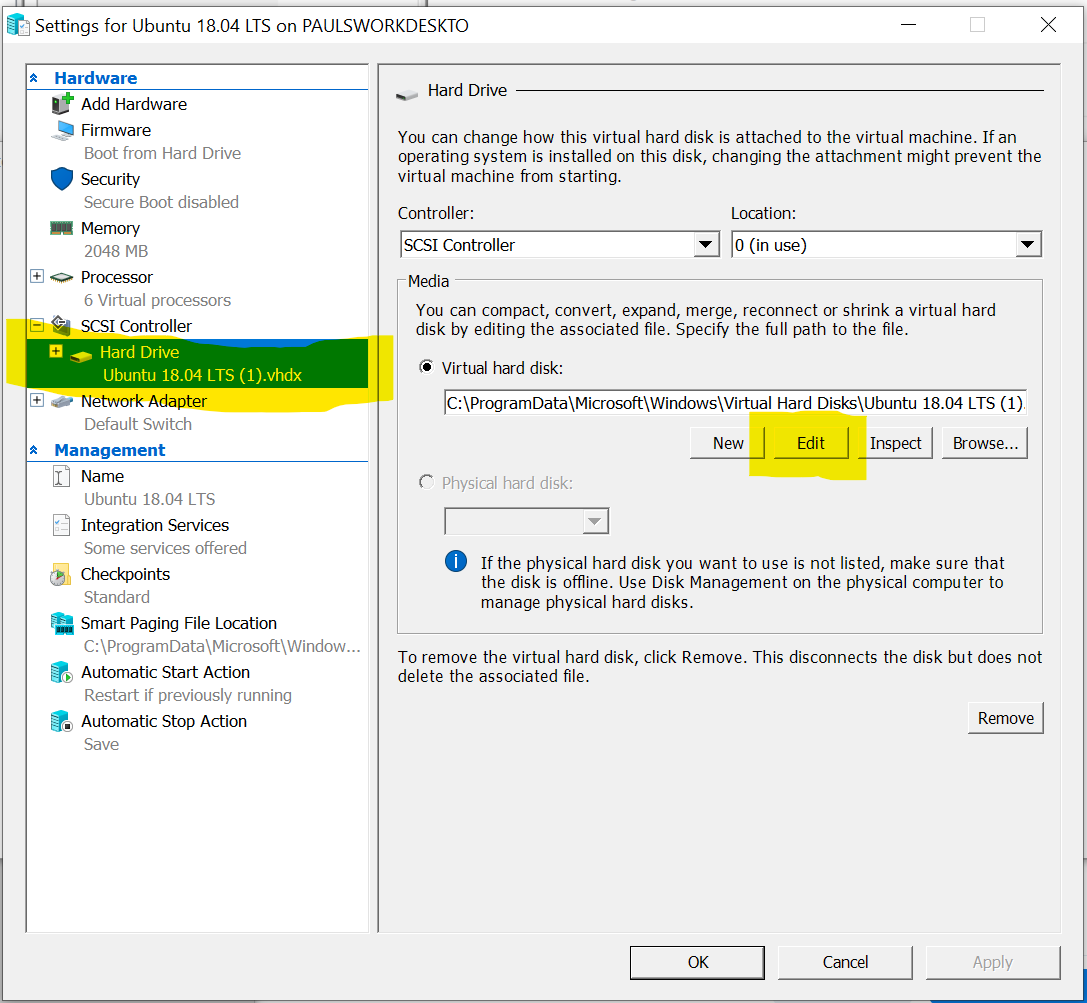 Settings for Ubuntu 18.04 LTS on PAULSWORKDESKTO
Hardware
Add Hardware
Firmware
Boot from Hard Drive
Security
Secure Boot disabled
Memory
2048 MB
Processor
6 Virtual processors
SCSI Controller
Hard Drive
Ubuntu 18.04 LTS (1).vhdx
Network Adapter
Default Switch
Management
Name
Ubuntu 18.04 LTS
Integration Services
Some services offered
Checkpoints
Standard
Smart Paging File Location
C:\ProgramData\Microsoft\Window...
Automatic Start Action
Restart if previously running
Automatic Stop Action
Save
Hard Drive
You can change how this virtual hard disk is attached to the virtual machine. If an
operating system is installed on this disk, changing the attachment might prevent the
virtual machine from starting.
Controller: Location:
SCSI Controller 0 (in use)
Media
You can compact, convert, expand, merge, reconnect or shrink a virtual hard
disk by editing the associated file. Specify the full path to the file.
Virtual hard disk:
C:\ProgramData\Microsoft\Windows\Virtual Hard Disks\Ubuntu 18.04 LTS (1).
New Edit Inspect Browse...
Physical hard disk:
If the physical hard disk you want to use is not listed, make sure that
the disk is offline. Use Disk Management on the physical computer to
manage physical hard disks.
To remove the virtual hard disk, click Remove. This disconnects the disk but does not
delete the associated file.
Remove
OK Cancel Apply